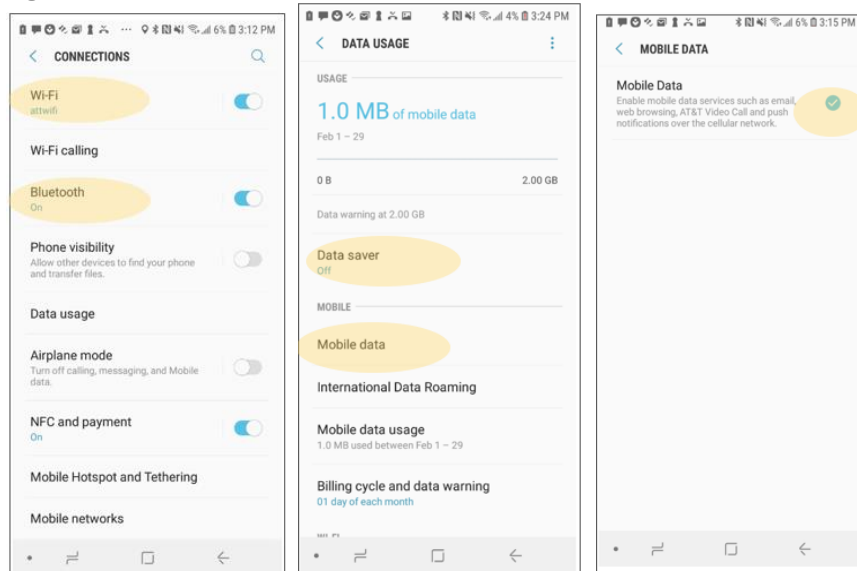 6% 3:12 PM
CONNECTIONS
Wi-Fi
attwifi
Wi-Fi calling
Bluetooth
On
Phone visibility
Allow other devices to find your phone
and transfer files.
Data usage
Airplane mode
Turn off calling, messaging, and Mobile
data.
NFC and payment
On
Mobile Hotspot and Tethering
Mobile networks
4% 3:24 PM
DATA USAGE
USAGE
1.0 MB of mobile data
Feb 1 – 29
0 B 2.00 GB
Data warning at 2.00 GB
Data saver
Off
MOBILE
Mobile data
International Data Roaming
Mobile data usage
1.0 MB used between Feb 1 – 29
Billing cycle and data warning
01 day of each month
6% 3:15 PM
MOBILE DATA
Mobile Data
Enable mobile data services such as email,
web browsing, AT&T Video Call and push
notifications over the cellular network.